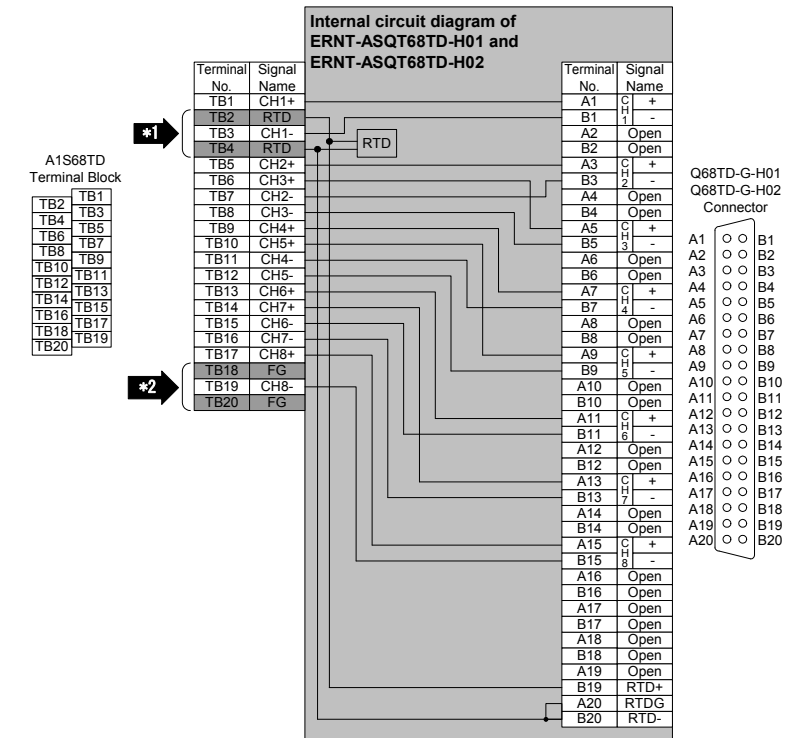 Internal circuit diagram of
ERNT-ASQT68TD-H01 and
ERNT-ASQT68TD-H02
A1S68TD
Terminal Block
TB2 TB1
TB4 TB3
TB6 TB5
TB8 TB7
TB10 TB9
TB12 TB11
TB14 TB13
TB16 TB15
TB18 TB17
TB20 TB19
*1
*2
Terminal No. Signal Name
TB1 CH1+
TB2 RTD
TB3 CH1-
TB4 RTD
TB5 CH2+
TB6 CH3+
TB7 CH2-
TB8 CH3-
TB9 CH4+
TB10 CH5+
TB11 CH4-
TB12 CH5-
TB13 CH6+
TB14 CH7+
TB15 CH6-
TB16 CH7-
TB17 CH8+
TB18 FG
TB19 CH8-
TB20 FG
RTD
Terminal No. Signal Name
A1 CH1 +
B1 -
A2 Open
B2 Open
A3 CH2 +
B3 -
A4 Open
B4 Open
A5 CH3 +
B5 -
A6 Open
B6 Open
A7 CH4 +
B7 -
A8 Open
B8 Open
A9 CH5 +
B9 -
A10 Open
B10 Open
A11 CH6 +
B11 -
A12 Open
B12 Open
A13 CH7 +
B13 -
A14 Open
B14 Open
A15 CH8 +
B15 -
A16 Open
B16 Open
A17 Open
B17 Open
A18 Open
B18 Open
A19 Open
B19 RTD+
A20 RTDG
B20 RTD-
Q68TD-G-H01
Q68TD-G-H02
Connector
A1 B1
A2 B2
A3 B3
A4 B4
A5 B5
A6 B6
A7 B7
A8 B8
A9 B9
A10 B10
A11 B11
A12 B12
A13 B13
A14 B14
A15 B15
A16 B16
A17 B17
A18 B18
A19 B19
A20 B20